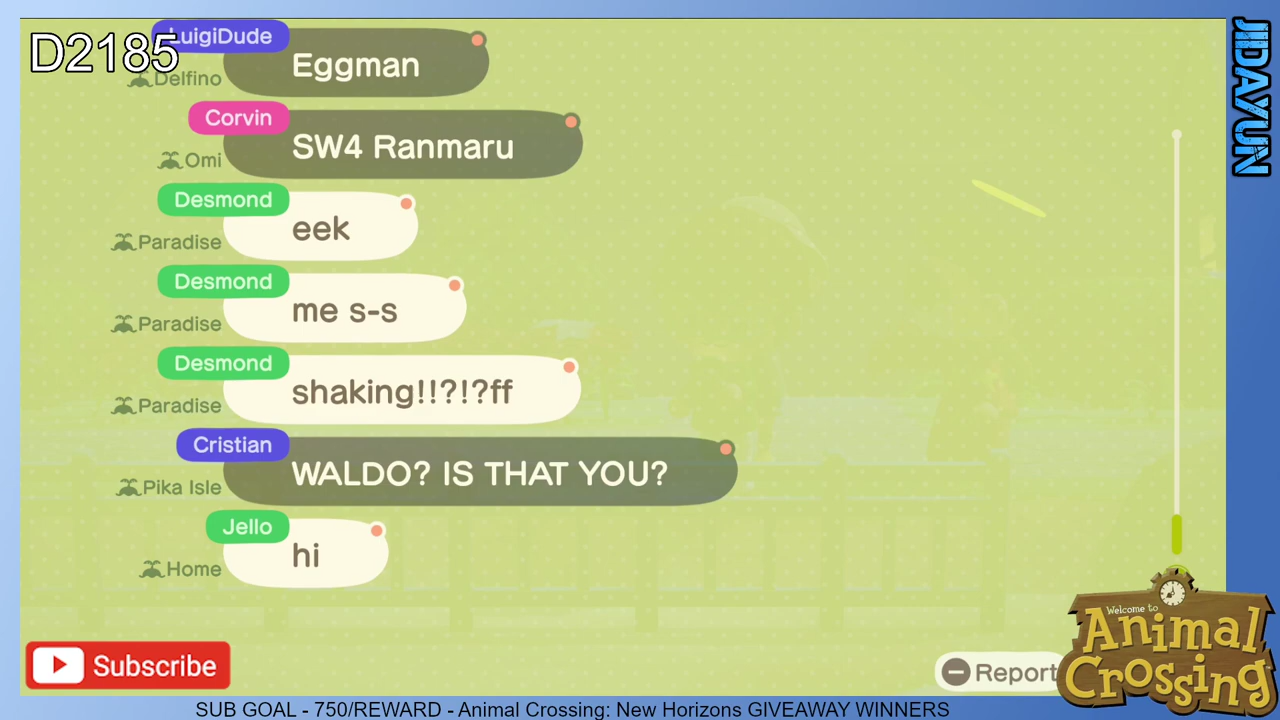 LuigiDude
D2185
Eggman
Delfino
Corvin
SW4 Ranmaru
Omi
Desmond
eek
Paradise
Desmond
me s-s
Paradise
Desmond
shaking!!?!?ff
Paradise
Cristian
WALDO? IS THAT YOU?
Pika Isle
Jello
hi
Home
JIDAYUN
Subscribe
Report
Welcome to
Animal
Crossing
SUB GOAL - 750/REWARD - Animal Crossing: New Horizons GIVEAWAY WINNERS